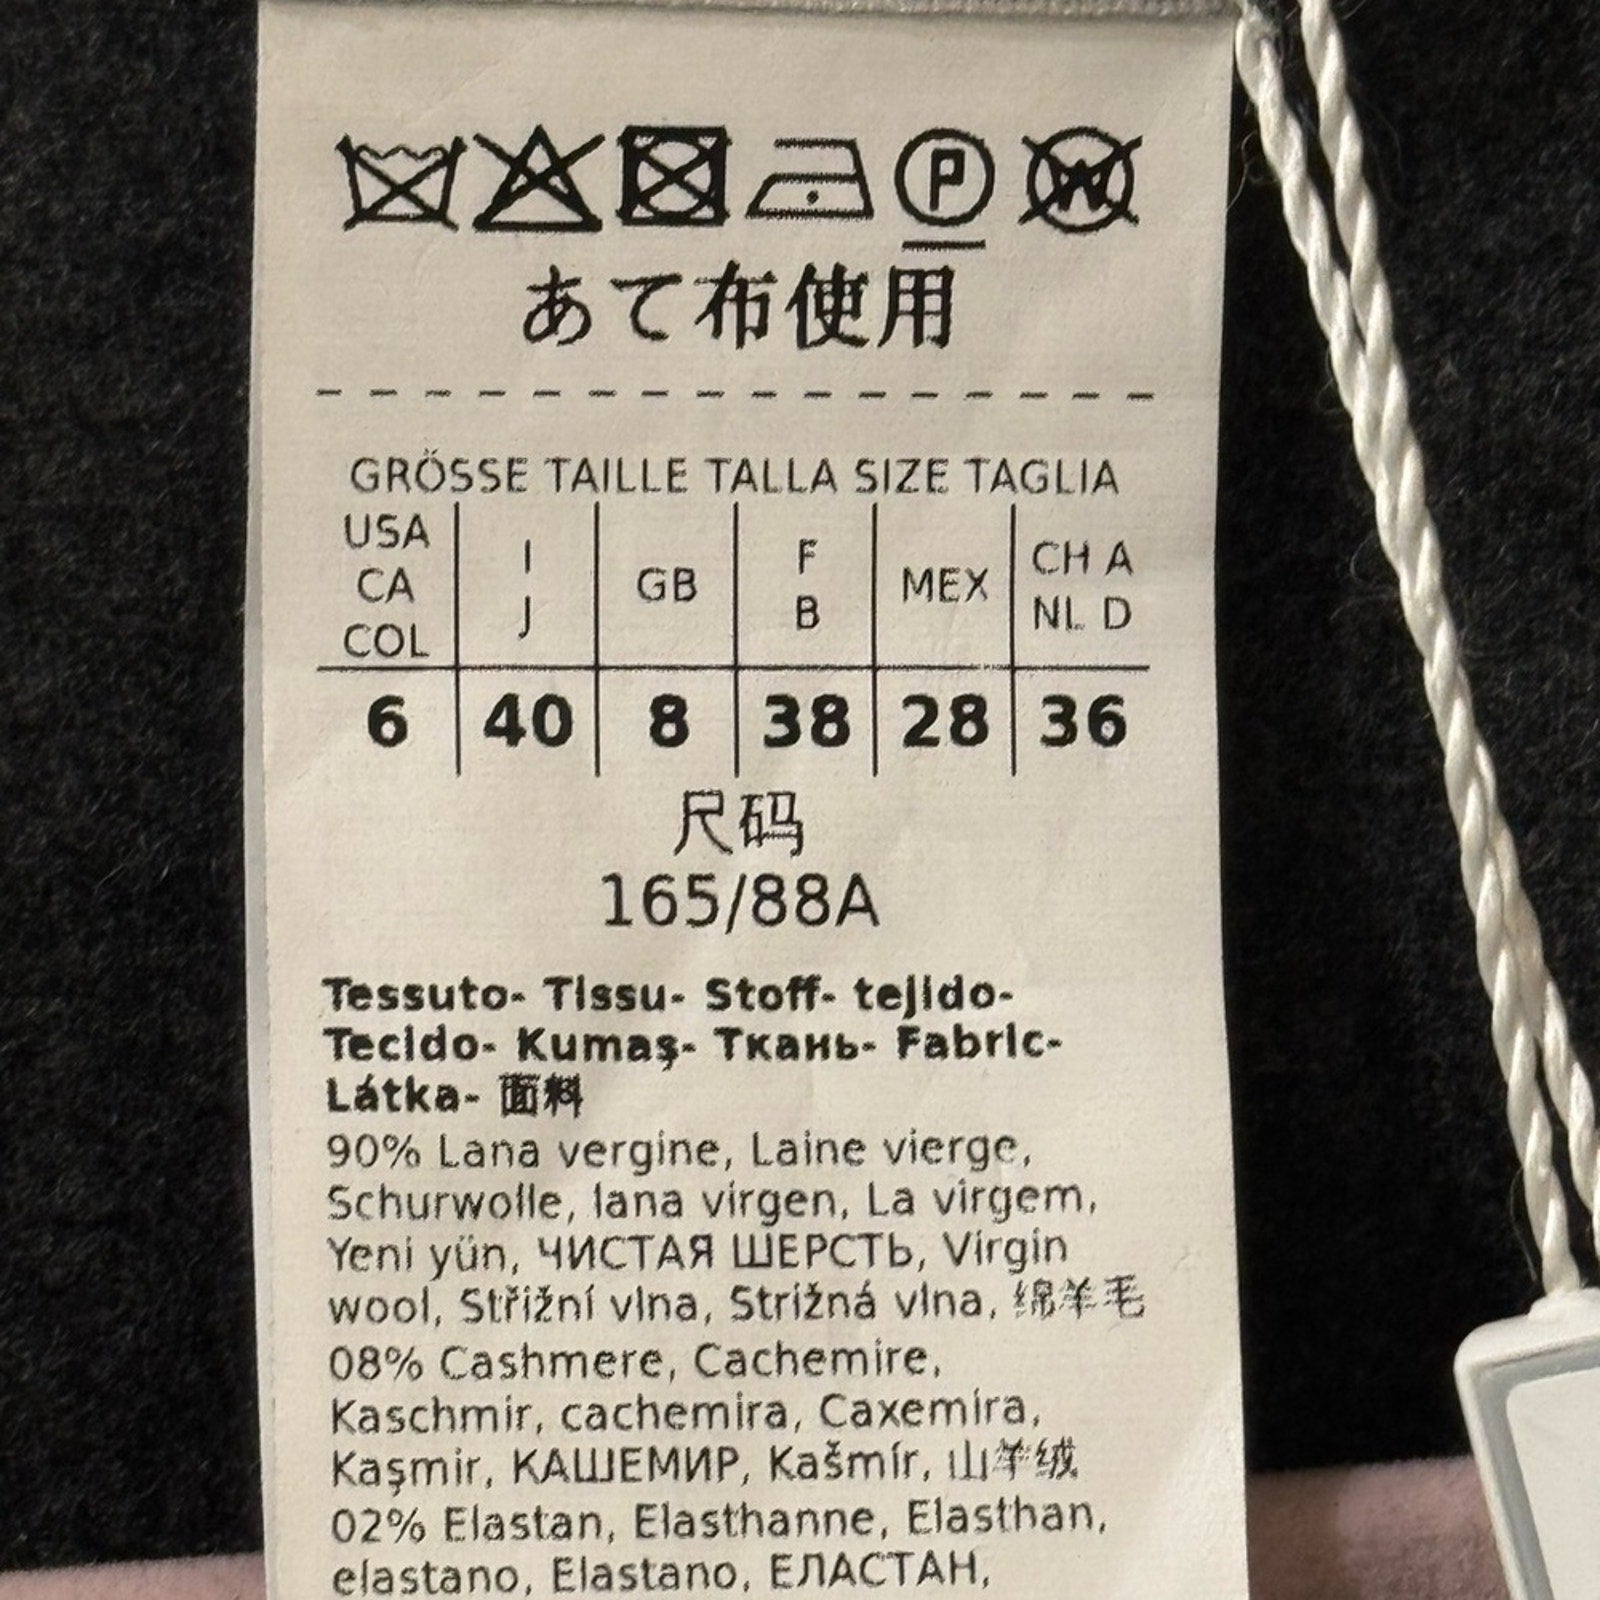 P W
あて布使用
GRÖSSE TAILLE TALLA SIZE TAGLIA
USA CA COL I J GB F B MEX CH A NL D
6 40 8 38 28 36
尺码
165/88A
Tessuto- Tissu- Stoff- tejido-
Tecido- Kumaş- Ткань- Fabric-
Látka- 面料
90% Lana vergine, Laine vierge,
Schurwolle, lana virgen, La virgem,
Yeni yün, ЧИСТАЯ ШЕРСТЬ, Virgin
wool, Střižní vlna, Strižná vlna, 绵羊毛
08% Cashmere, Cachemire,
Kaschmir, cachemira, Caxemira,
Kaşmir, КАШЕМИР, Kašmír, 山羊绒
02% Elastan, Elasthanne, Elasthan,
elastano, Elastano, ЕЛАСТАН,